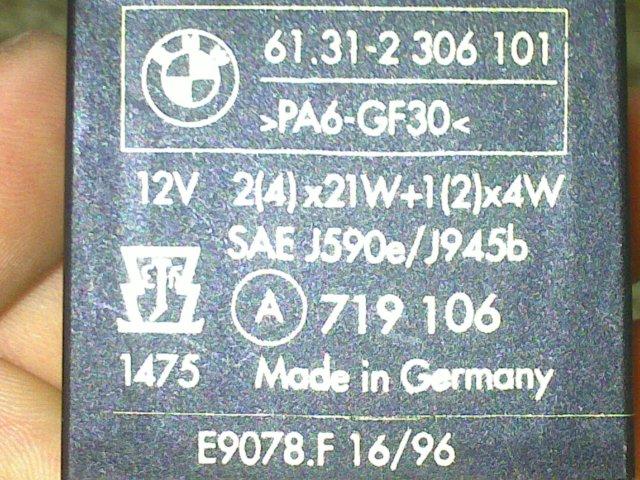 BMW
61.31-2 306 101
>PA6-GF30<
12V 2(4)x21W+1(2)x4W
SAE J590e/J945b
A 719 106
1475 Made in Germany
E9078.F 16/96